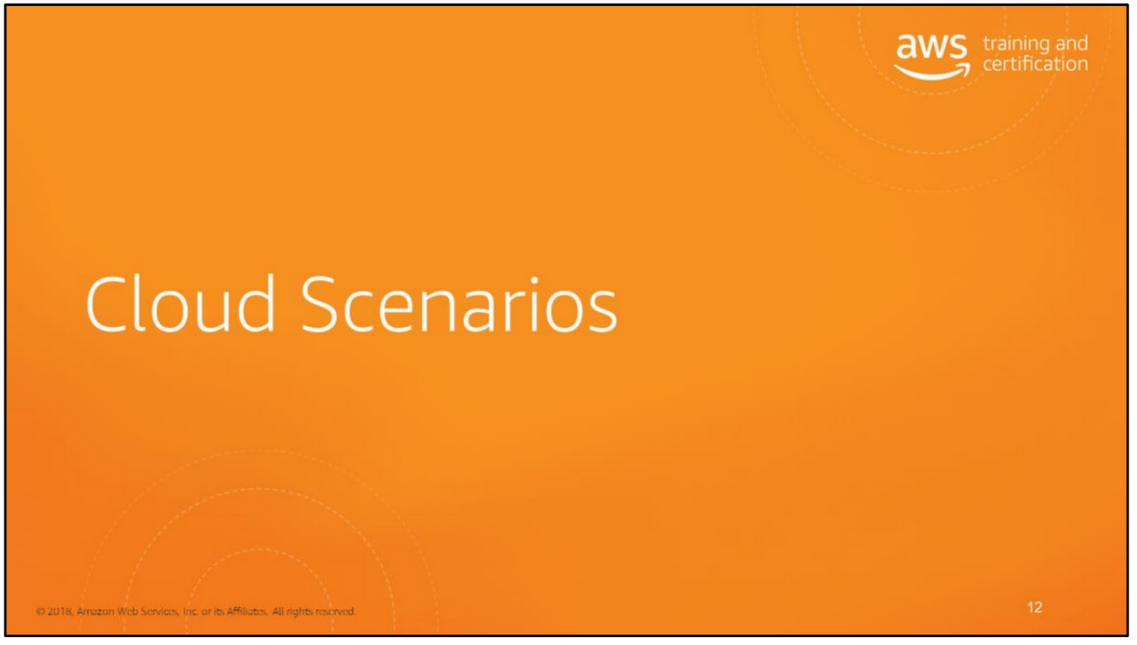 aws training and
certification
Cloud Scenarios
© 2018, Amazon Web Services, Inc. or its Affiliates. All rights reserved.
12